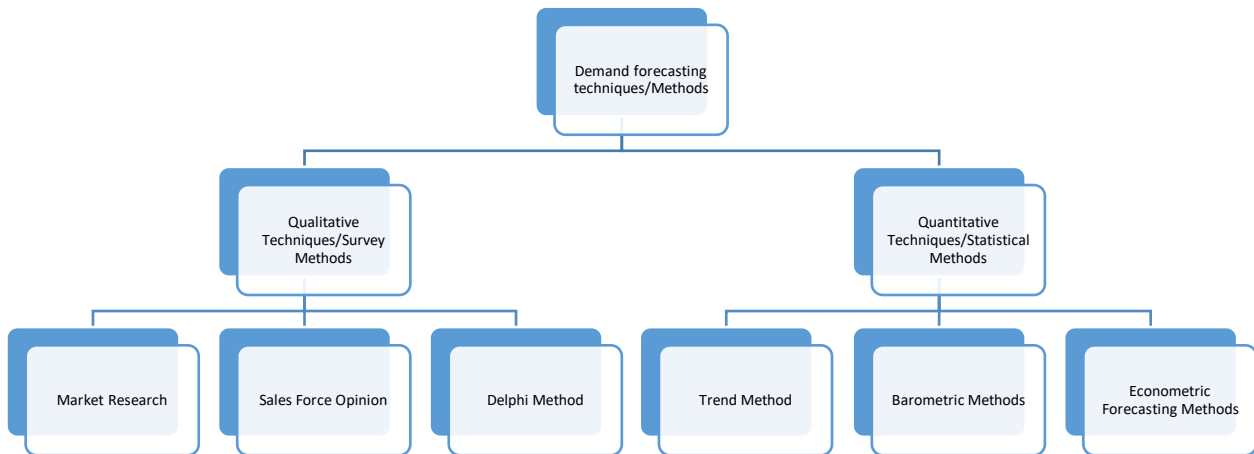 Demand forecasting
techniques/Methods
Qualitative
Techniques/Survey
Methods
Quantitative
Techniques/Statistical
Methods
Market Research
Sales Force Opinion
Delphi Method
Trend Method
Barometric Methods
Econometric
Forecasting Methods